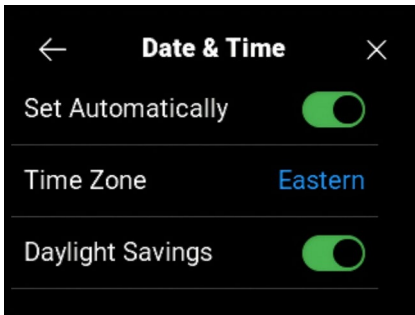 Date & Time
Set Automatically
Time Zone Eastern
Daylight Savings